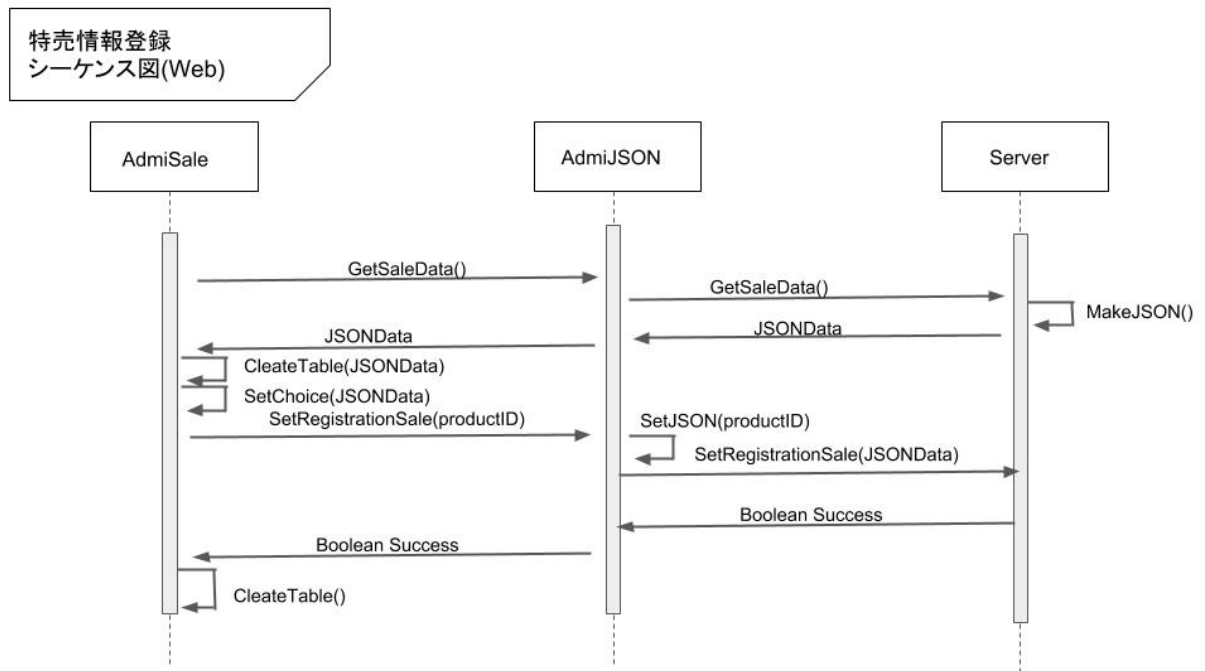 特売情報登録
シーケンス図(Web)
AdmiSale
AdmiJSON
Server
GetSaleData()
GetSaleData()
MakeJSON()
JSONData
JSONData
CleateTable(JSONData)
SetChoice(JSONData)
SetRegistrationSale(productID)
SetJSON(productID)
SetRegistrationSale(JSONData)
Boolean Success
Boolean Success
CleateTable()